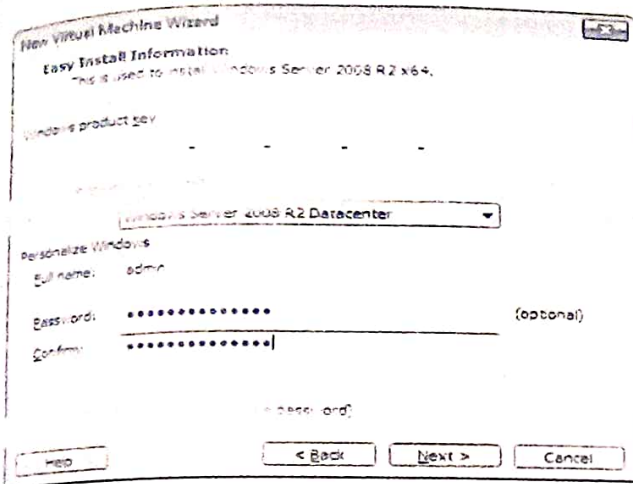 New Virtual Machine Wizard
Easy Install Information
This is used to install Windows Server 2008 R2 x64.
Windows product key
- - - -
Windows Server 2008 R2 Datacenter
Personalize Windows
Full name: admin
Password: •••••••••••••• (optional)
Confirm: ••••••••••••••
password)
Help < Back Next > Cancel